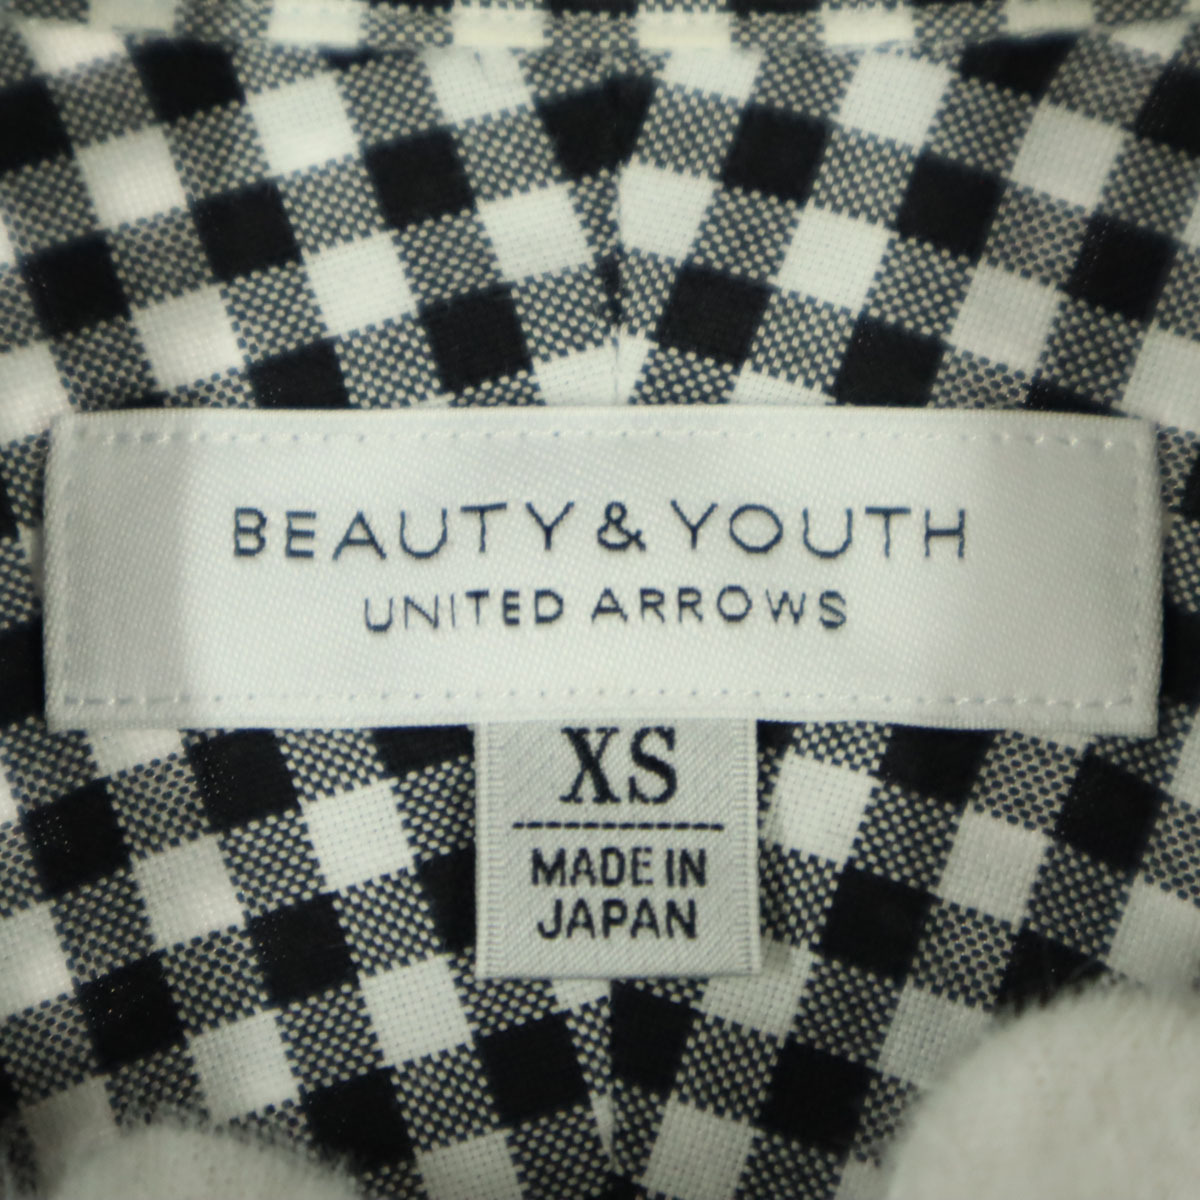 BEAUTY & YOUTH
UNITED ARROWS
XS
MADE IN
JAPAN